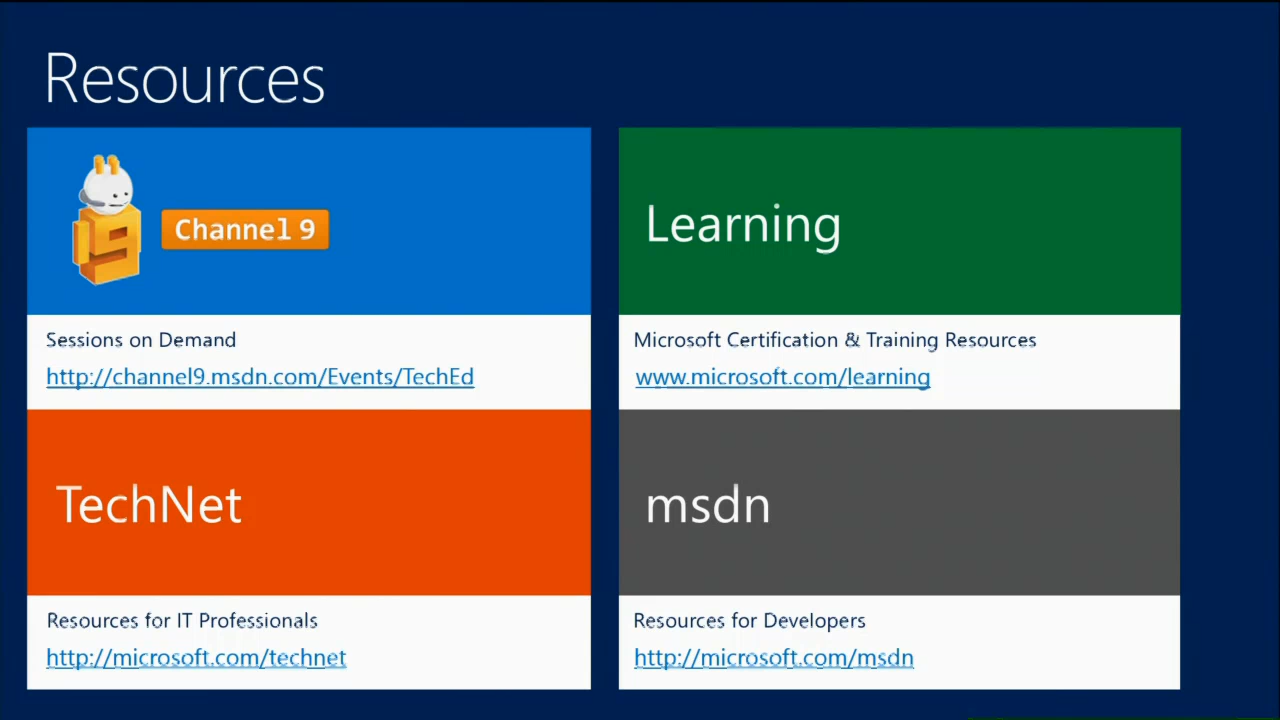 Resources
Channel 9
Sessions on Demand
http://channel9.msdn.com/Events/TechEd
Learning
Microsoft Certification & Training Resources
www.microsoft.com/learning
TechNet
Resources for IT Professionals
http://microsoft.com/technet
msdn
Resources for Developers
http://microsoft.com/msdn